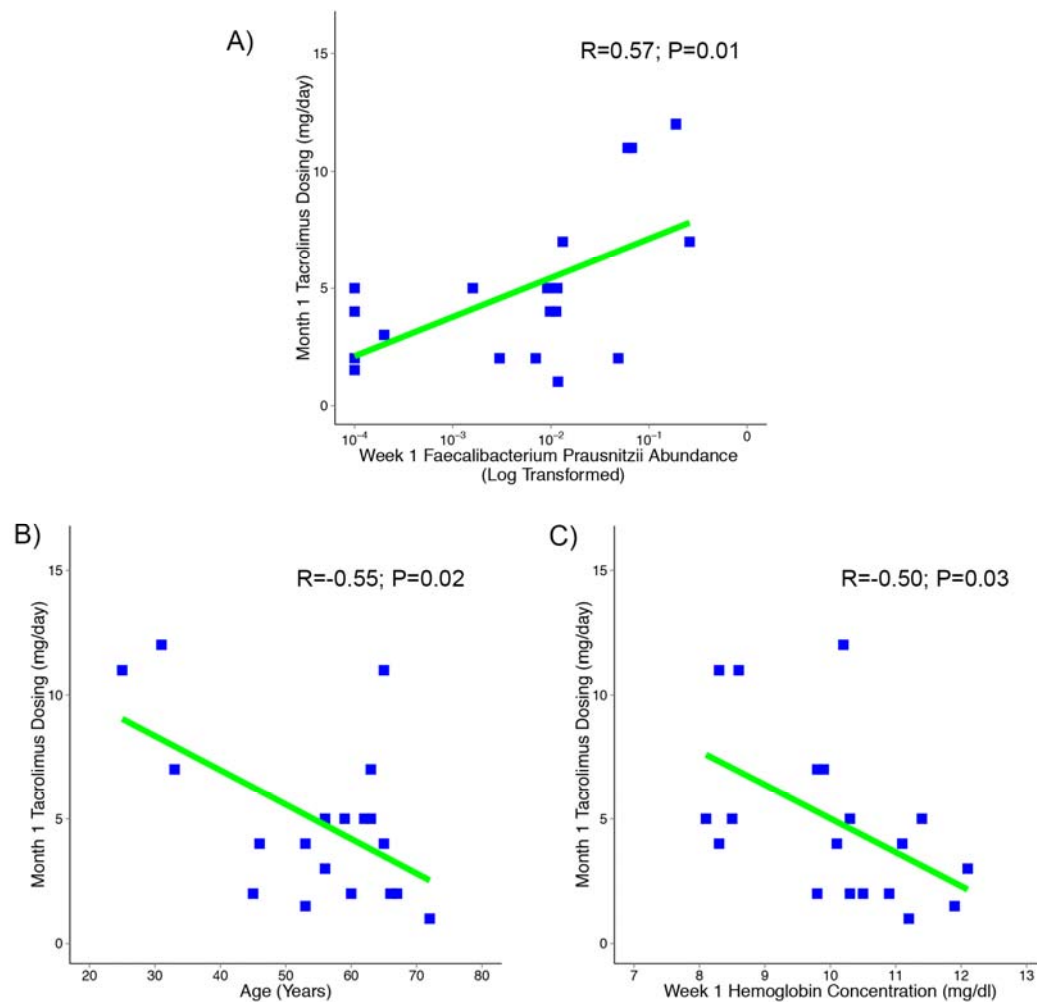 A)
R=0.57; P=0.01
Month 1 Tacrolimus Dosing (mg/day)
15
10
5
0
10⁻⁴ 10⁻³ 10⁻² 10⁻¹ 0
Week 1 Faecalibacterium Prausnitzii Abundance
(Log Transformed)
B)
R=-0.55; P=0.02
Month 1 Tacrolimus Dosing (mg/day)
15
10
5
0
20 30 40 50 60 70 80
Age (Years)
C)
R=-0.50; P=0.03
Month 1 Tacrolimus Dosing (mg/day)
15
10
5
0
7 8 9 10 11 12 13
Week 1 Hemoglobin Concentration (mg/dl)